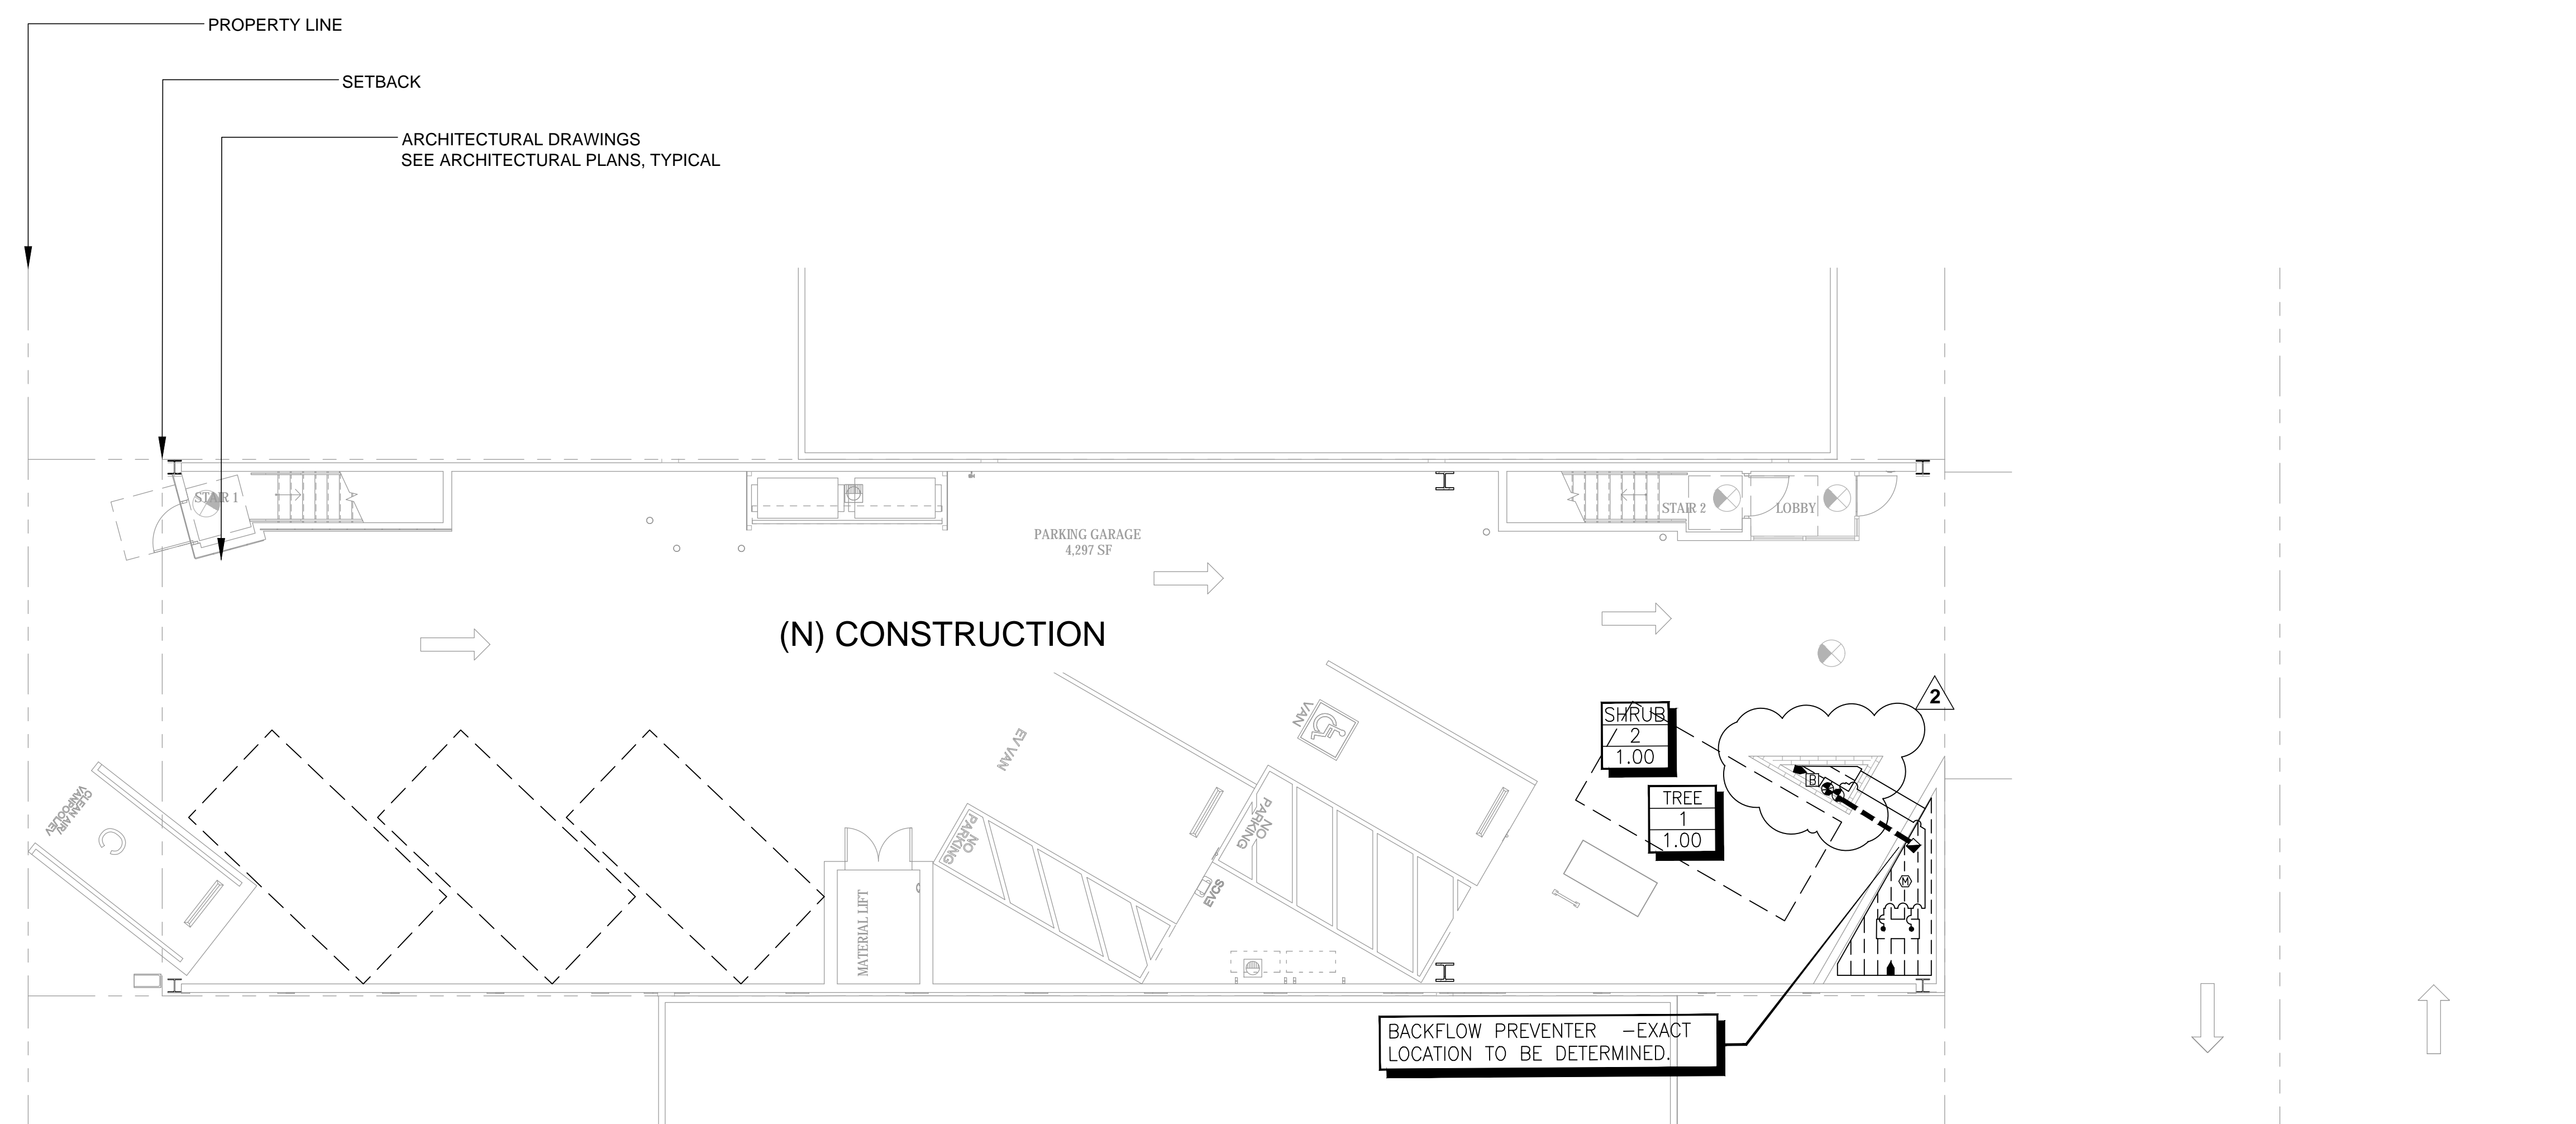 PROPERTY LINE
SETBACK
ARCHITECTURAL DRAWINGS
SEE ARCHITECTURAL PLANS, TYPICAL
STAIR 1
STAIR 2
LOBBY
PARKING GARAGE
4,297 SF
(N) CONSTRUCTION
2
SHRUB
2
1.00
TREE
1
1.00
B
M
VAN
EV VAN
NO
PARKING
NO
PARKING
EVCS
CLEAN AIR/
VANPOOL/EV
MATERIAL LIFT
BACKFLOW PREVENTER -EXACT
LOCATION TO BE DETERMINED.